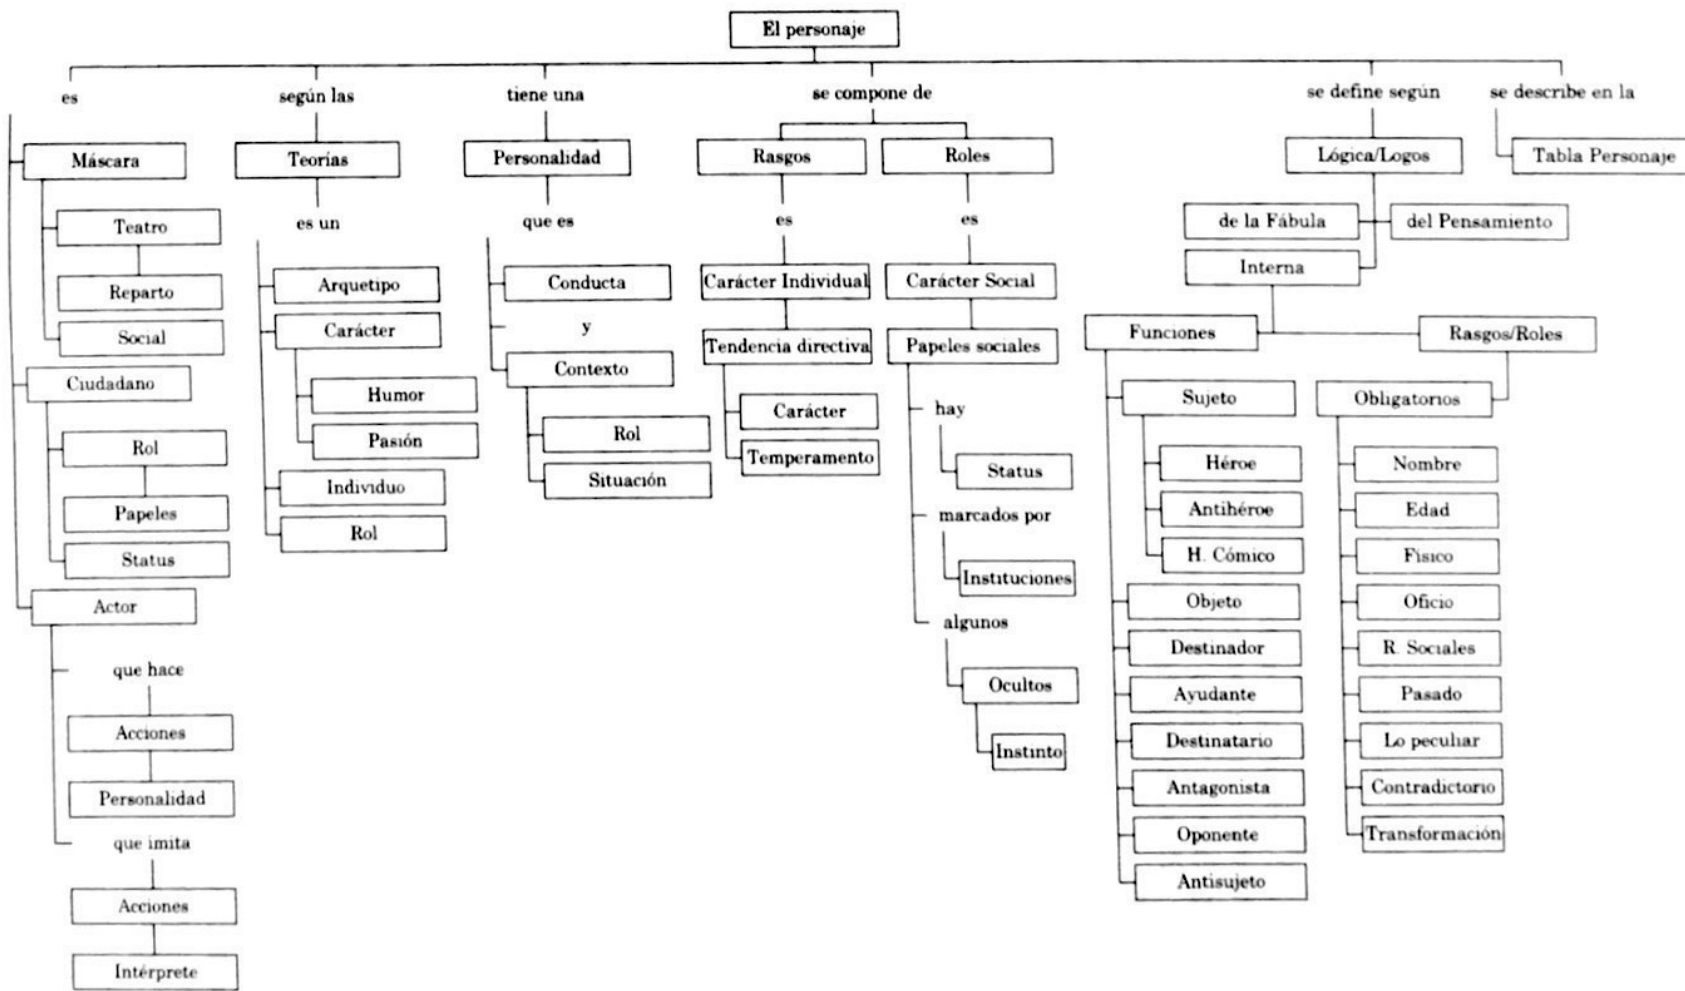 El personaje
es
según las
tiene una
se compone de
se define según
se describe en la
Máscara
Teatro
Reparto
Social
Ciudadano
Rol
Papeles
Status
Actor
que hace
Acciones
Personalidad
que imita
Acciones
Intérprete
Teorías
es un
Arquetipo
Carácter
Humor
Pasión
Individuo
Rol
Personalidad
que es
Conducta
y
Contexto
Rol
Situación
Rasgos
es
Carácter Individual
Tendencia directiva
Carácter
Temperamento
Roles
es
Carácter Social
Papeles sociales
hay
Status
marcados por
Instituciones
algunos
Ocultos
Instinto
Lógica/Logos
de la Fábula
del Pensamiento
Interna
Funciones
Sujeto
Héroe
Antihéroe
H. Cómico
Objeto
Destinador
Ayudante
Destinatario
Antagonista
Oponente
Antisujeto
Rasgos/Roles
Obligatorios
Nombre
Edad
Físico
Oficio
R. Sociales
Pasado
Lo peculiar
Contradictorio
Transformación
Tabla Personaje